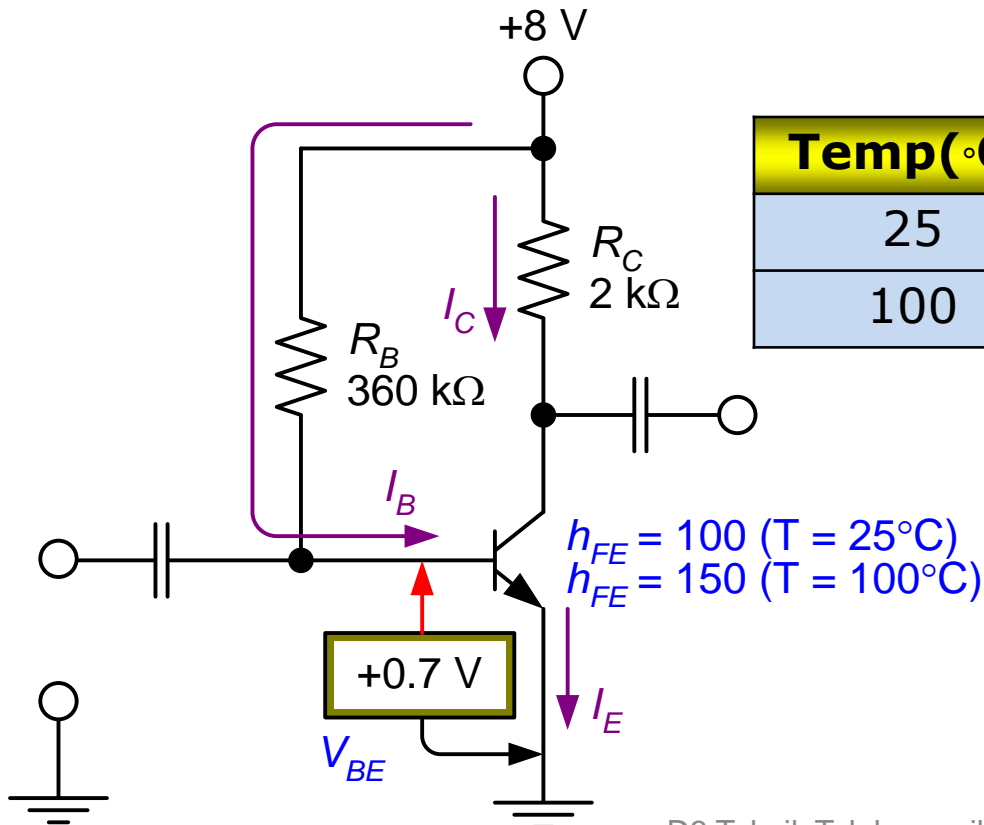 +8 V
Temp(°
25
100
R_C
2 kΩ
I_C
R_B
360 kΩ
I_B
h_FE = 100 (T = 25°C)
h_FE = 150 (T = 100°C)
+0.7 V
I_E
V_BE